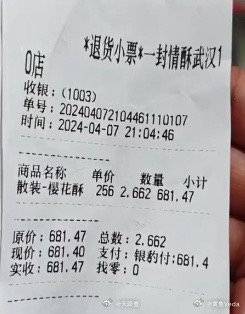 *退货小票*一封情酥武汉1
0店
收银：(1003)
单号：202404072104461110107
时间：2024-04-07 21:04:46
商品名称 单价 数量 小计
散装-樱花酥 256 2.662 681.47
原价：681.47 总数：2.662
现价：681.40 支付：银豹付:681.4
实收：681.47 找零：0